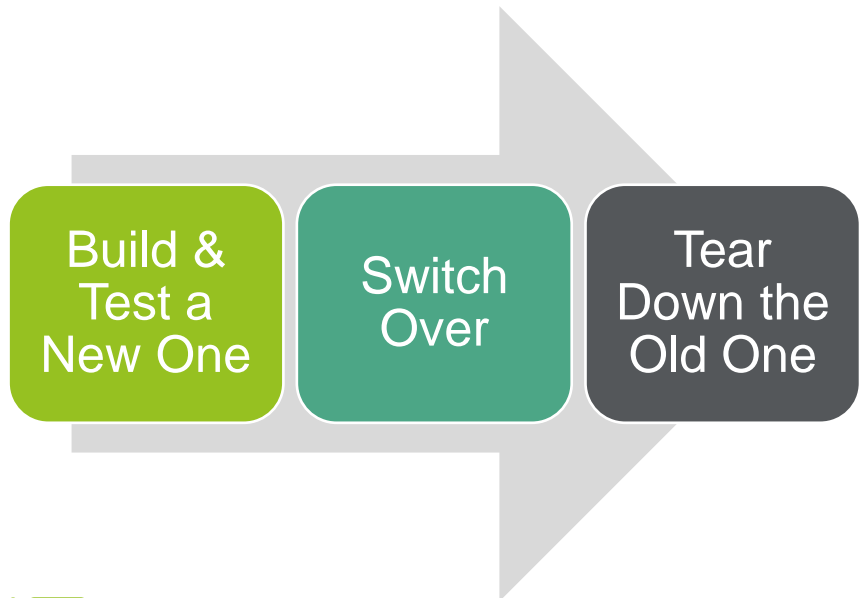 Build &
Test a
New One
Switch
Over
Tear
Down the
Old One